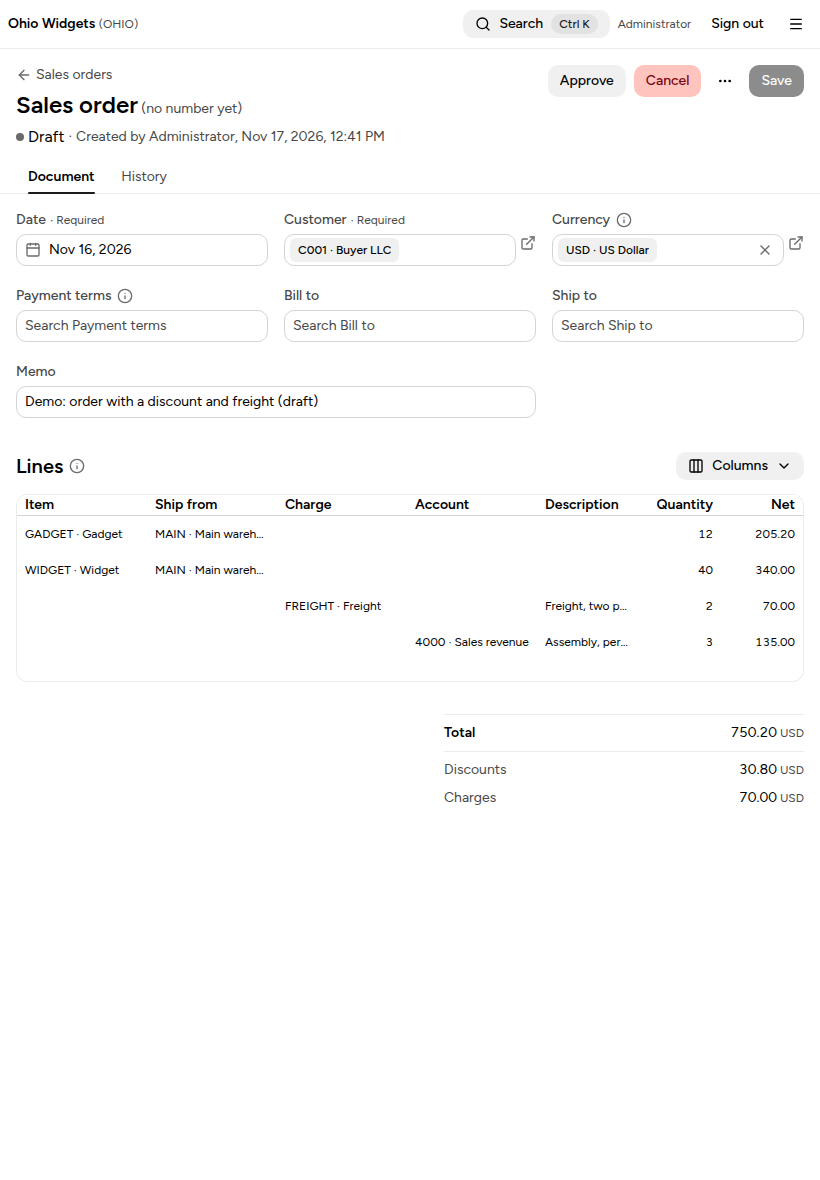 Ohio Widgets (OHIO) Search Ctrl K Administrator Sign out
Sales orders
Approve Cancel ... Save
Sales order (no number yet)
Draft · Created by Administrator, Nov 17, 2026, 12:41 PM
Document History
Date · Required Customer · Required Currency
Nov 16, 2026 C001 · Buyer LLC USD · US Dollar
Payment terms Bill to Ship to
Search Payment terms Search Bill to Search Ship to
Memo
Demo: order with a discount and freight (draft)
Lines Columns
Item Ship from Charge Account Description Quantity Net
GADGET · Gadget MAIN · Main wareh... 12 205.20
WIDGET · Widget MAIN · Main wareh... 40 340.00
FREIGHT · Freight Freight, two p... 2 70.00
4000 · Sales revenue Assembly, per... 3 135.00
Total 750.20 USD
Discounts 30.80 USD
Charges 70.00 USD